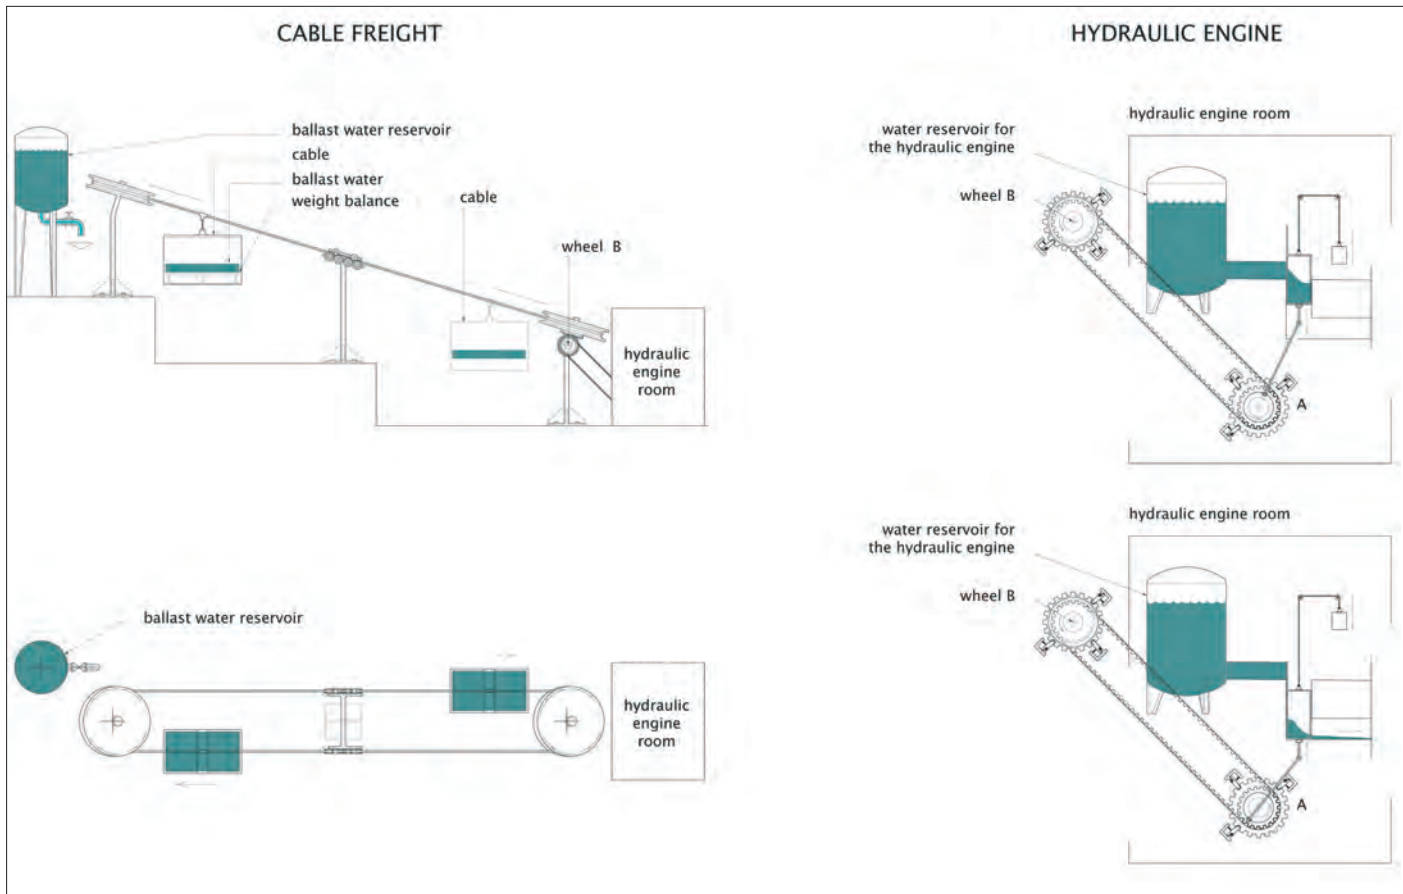 CABLE FREIGHT
ballast water reservoir
cable
ballast water
weight balance
cable
wheel B
hydraulic
engine
room
ballast water reservoir
hydraulic
engine
room
HYDRAULIC ENGINE
hydraulic engine room
water reservoir for
the hydraulic engine
wheel B
A
hydraulic engine room
water reservoir for
the hydraulic engine
wheel B
A